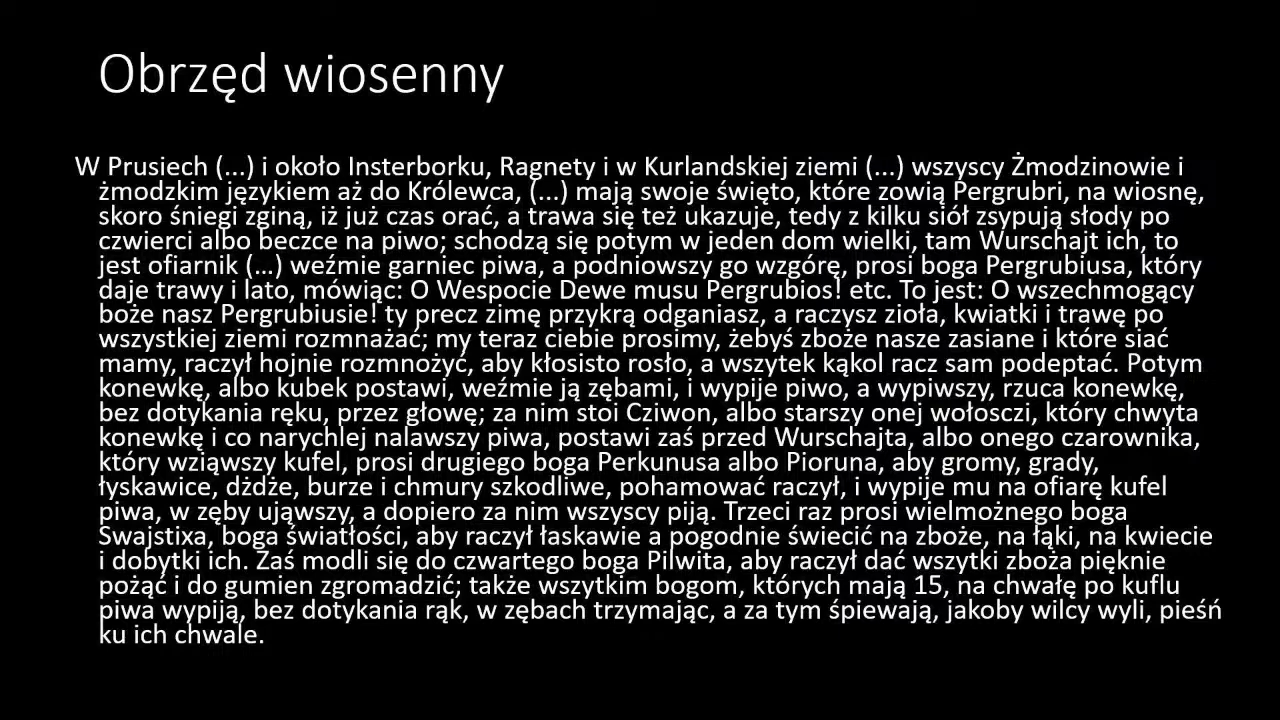 Obrzęd wiosenny
W Prusiech (...) i około Insterborku, Ragnety i w Kurlandskiej ziemi (...) wszyscy Żmodzinowie i
żmodzkim językiem aż do Królewca, (...) mają swoje święto, które zowią Pergrubri, na wiosnę,
skoro śniegi zginą, iż już czas orać, a trawa się też ukazuje, tedy z kilku siół zsypują słody po
czwierci albo beczce na piwo; schodzą się potym w jeden dom wielki, tam Wurschajt ich, to
jest ofiarnik (...) weźmie garniec piwa, a podniowszy go wzgórę, prosi boga Pergrubiusa, który
daje trawy i lato, mówiąc: O Wespocie Dewe musu Pergrubios! etc. To jest: O wszechmogący
boże nasz Pergrubiusie! ty precz zimę przykrą odganiasz, a raczysz zioła, kwiatki i trawę po
wszystkiej ziemi rozmnażać; my teraz ciebie prosimy, żebyś zboże nasze zasiane i które siać
mamy, raczył hojnie rozmnożyć, aby kłosisto rosło, a wszytek kąkol racz sam podeptać. Potym
konewkę, albo kubek postawi, weźmie ją zębami, i wypije piwo, a wypiwszy, rzuca konewkę,
bez dotykania ręku, przez głowę; za nim stoi Cziwon, albo starszy onej wołosczi, który chwyta
konewkę i co narychlej nalawszy piwa, postawi zaś przed Wurschajta, albo onego czarownika,
który wziąwszy kufel, prosi drugiego boga Perkunusa albo Pioruna, aby gromy, grady,
łyskawice, dżdże, burze i chmury szkodliwe, pohamować raczył, i wypije mu na ofiarę kufel
piwa, w zęby ująwszy, a dopiero za nim wszyscy piją. Trzeci raz prosi wielmożnego boga
Swajstixa, boga światłości, aby raczył łaskawie a pogodnie świecić na zboże, na łąki, na kwiecie
i dobytki ich. Zaś modli się do czwartego boga Pilwita, aby raczył dać wszytki zboża pięknie
pożąć i do gumien zgromadzić; także wszytkim bogom, których mają 15, na chwałę po kuflu
piwa wypiją, bez dotykania rąk, w zębach trzymając, a za tym śpiewają, jakoby wilcy wyli, pieśń
ku ich chwale.